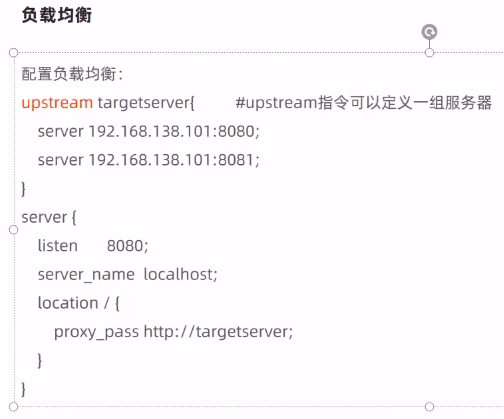 负载均衡
配置负载均衡：
upstream targetserver{ #upstream指令可以定义一组服务器
server 192.168.138.101:8080;
server 192.168.138.101:8081;
}
server {
listen 8080;
server_name localhost;
location / {
proxy_pass http://targetserver;
}
}